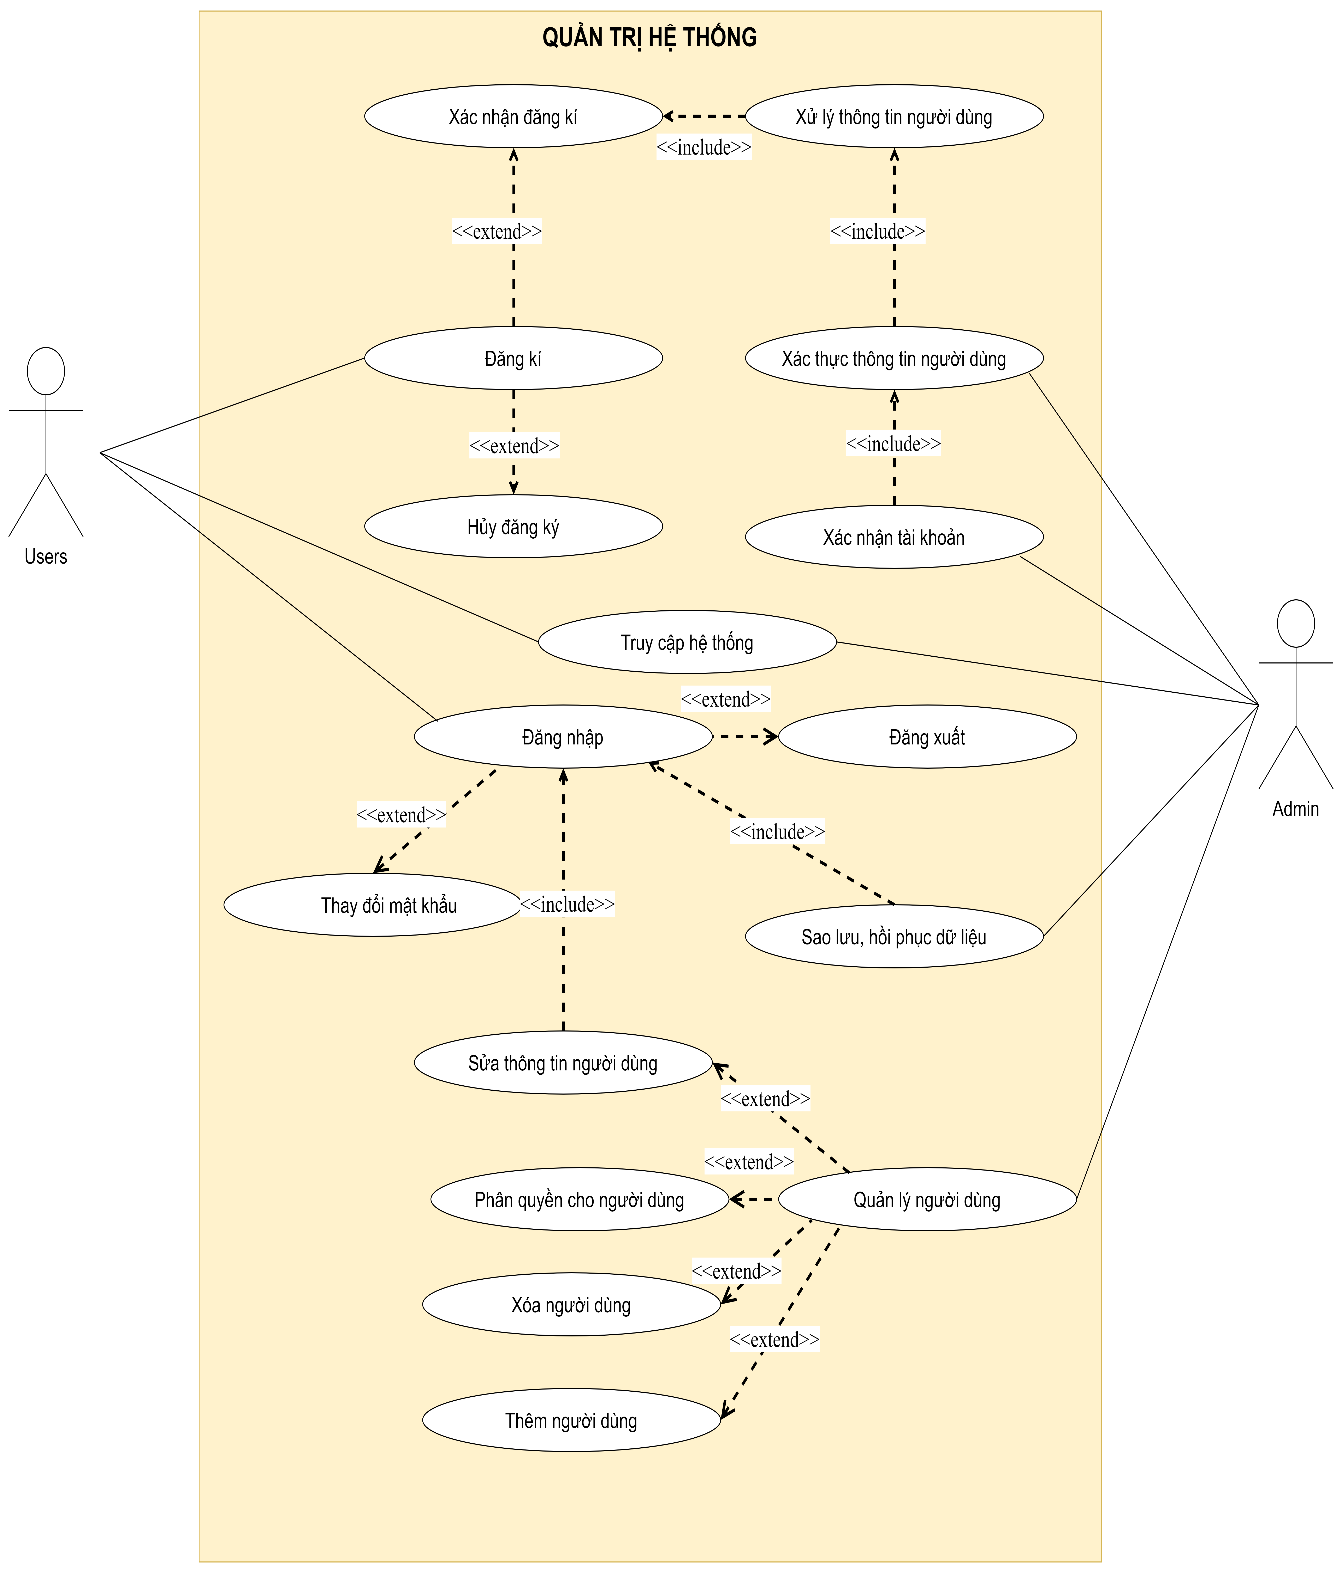 QUẢN TRỊ HỆ THỐNG
Xác nhận đăng kí
Xử lý thông tin người dùng
<<include>>
<<extend>>
<<include>>
Đăng kí
Xác thực thông tin người dùng
<<extend>>
<<include>>
Hủy đăng ký
Xác nhận tài khoản
Users
Truy cập hệ thống
<<extend>>
Đăng nhập
Đăng xuất
Admin
<<extend>>
<<include>>
Thay đổi mật khẩu
<<include>>
Sao lưu, hồi phục dữ liệu
Sửa thông tin người dùng
<<extend>>
<<extend>>
Phân quyền cho người dùng
Quản lý người dùng
<<extend>>
Xóa người dùng
<<extend>>
Thêm người dùng